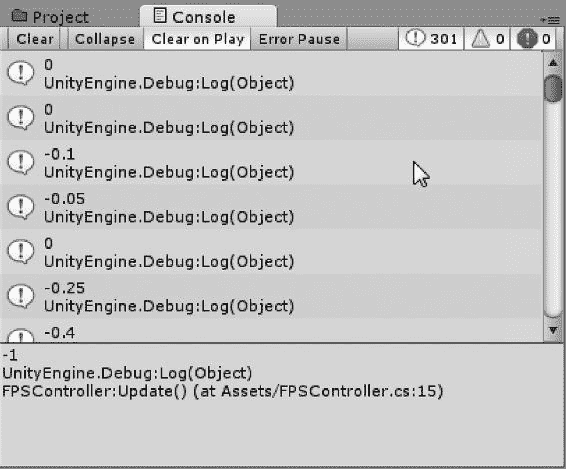 Project
Console
Clear
Collapse
Clear on Play
Error Pause
301
0
0
0
UnityEngine.Debug:Log(Object)
0
UnityEngine.Debug:Log(Object)
-0.1
UnityEngine.Debug:Log(Object)
-0.05
UnityEngine.Debug:Log(Object)
0
UnityEngine.Debug:Log(Object)
-0.25
UnityEngine.Debug:Log(Object)
-0.4
-1
UnityEngine.Debug:Log(Object)
FPSController:Update() (at Assets/FPSController.cs:15)